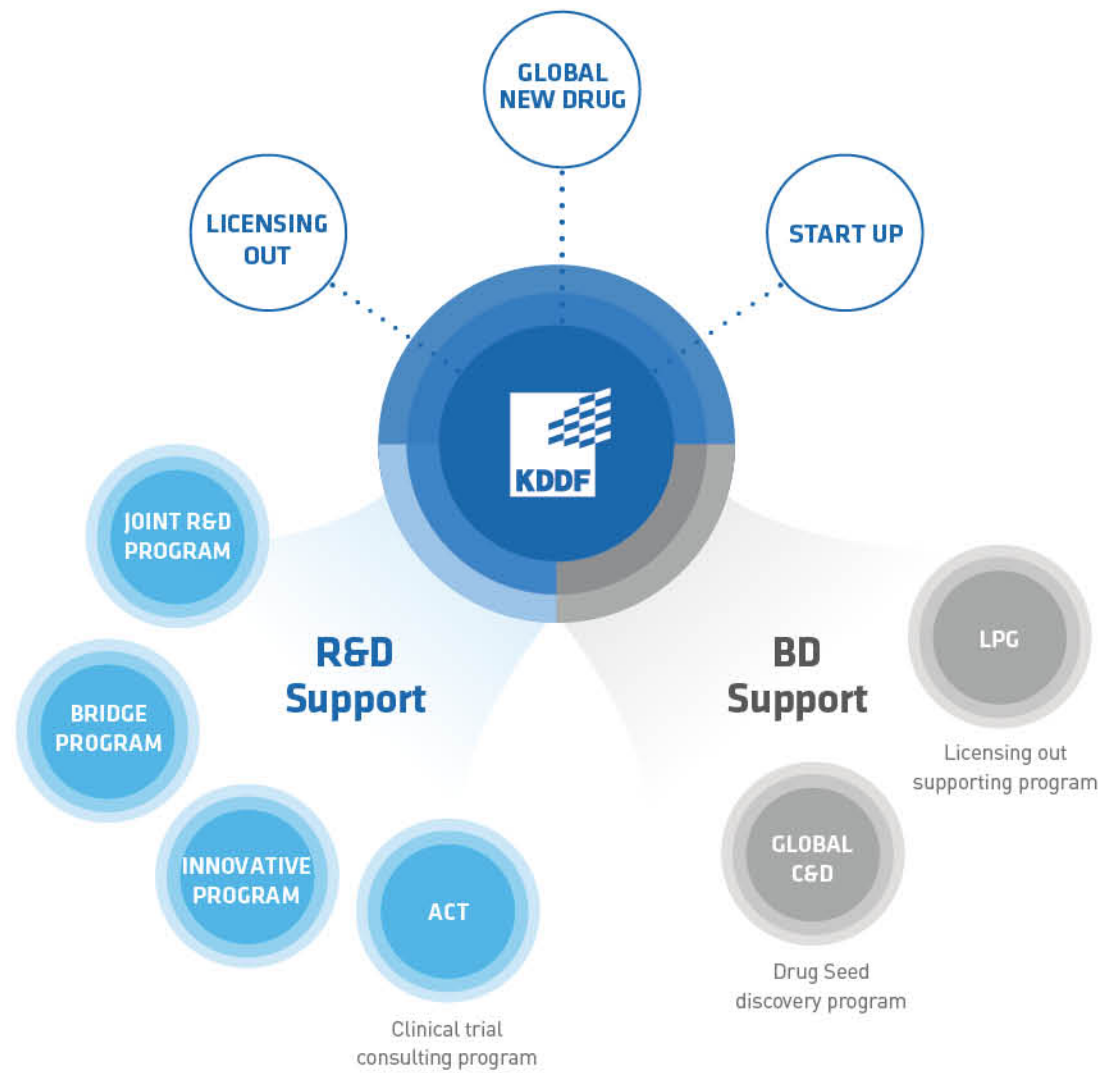 GLOBAL
NEW DRUG
LICENSING
OUT
START UP
KDDF
JOINT R&D
PROGRAM
R&D
Support
BD
Support
LPG
Licensing out
supporting program
BRIDGE
PROGRAM
INNOVATIVE
PROGRAM
ACT
Clinical trial
consulting program
GLOBAL
C&D
Drug Seed
discovery program